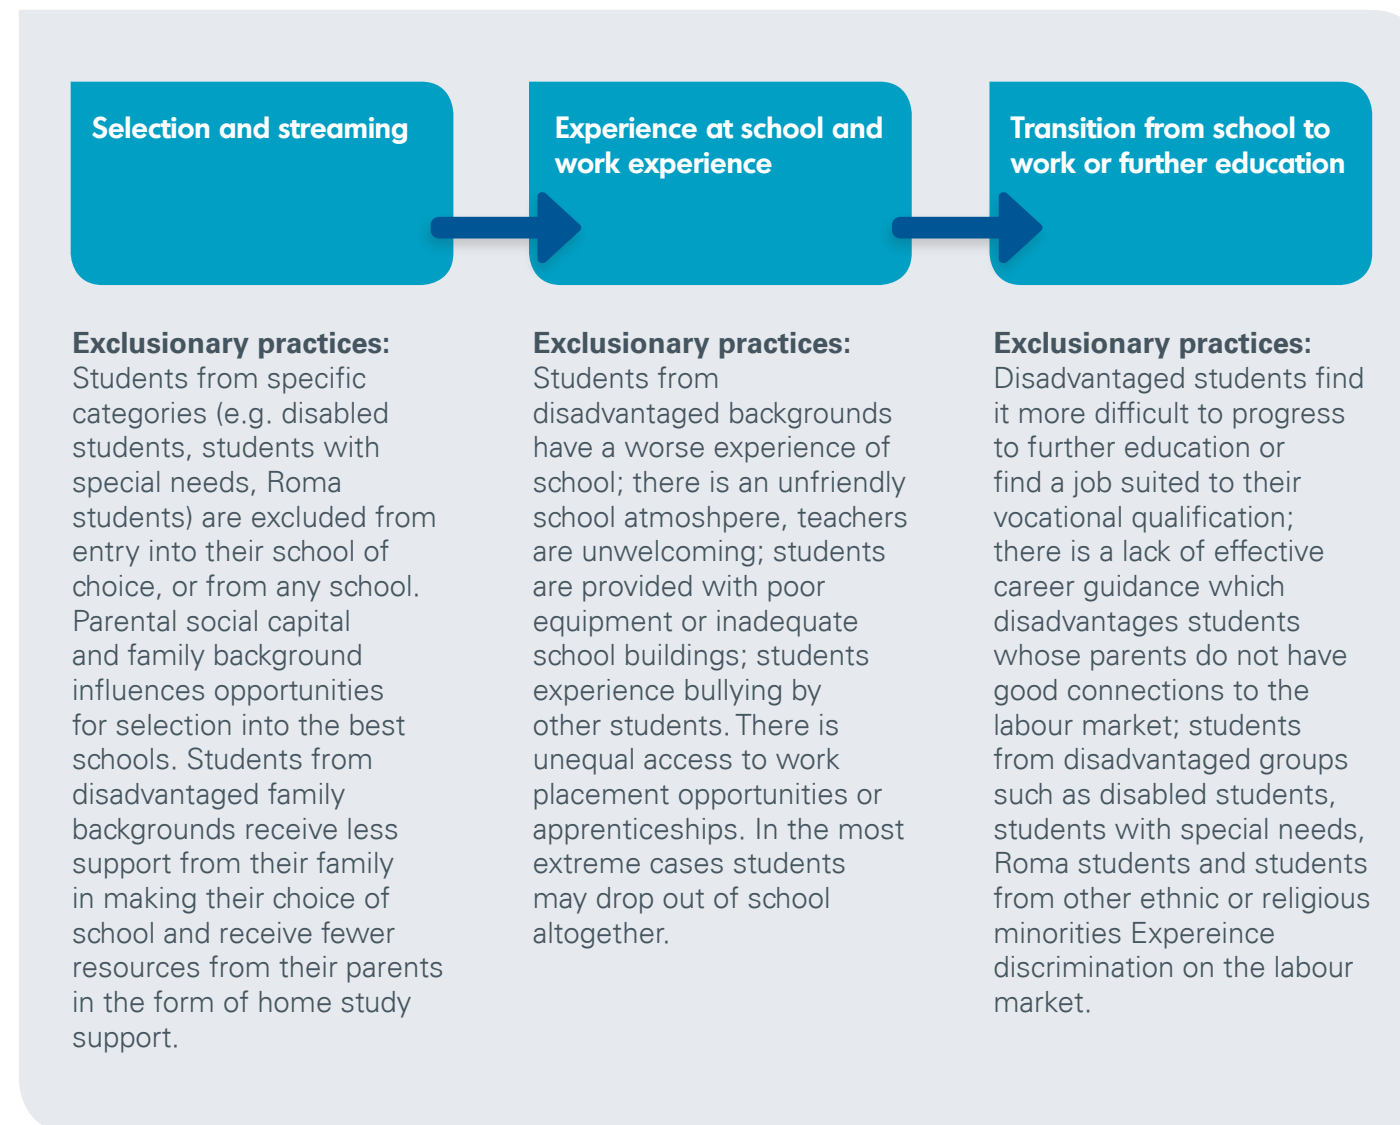 Selection and streaming
Experience at school and
work experience
Transition from school to
work or further education
Exclusionary practices:
Students from specific
categories (e.g. disabled
students, students with
special needs, Roma
students) are excluded from
entry into their school of
choice, or from any school.
Parental social capital
and family background
influences opportunities
for selection into the best
schools. Students from
disadvantaged family
backgrounds receive less
support from their family
in making their choice of
school and receive fewer
resources from their parents
in the form of home study
support.
Exclusionary practices:
Students from
disadvantaged backgrounds
have a worse experience of
school; there is an unfriendly
school atmoshpere, teachers
are unwelcoming; students
are provided with poor
equipment or inadequate
school buildings; students
experience bullying by
other students. There is
unequal access to work
placement opportunities or
apprenticeships. In the most
extreme cases students
may drop out of school
altogether.
Exclusionary practices:
Disadvantaged students find
it more difficult to progress
to further education or
find a job suited to their
vocational qualification;
there is a lack of effective
career guidance which
disadvantages students
whose parents do not have
good connections to the
labour market; students
from disadvantaged groups
such as disabled students,
students with special needs,
Roma students and students
from other ethnic or religious
minorities Expereince
discrimination on the labour
market.